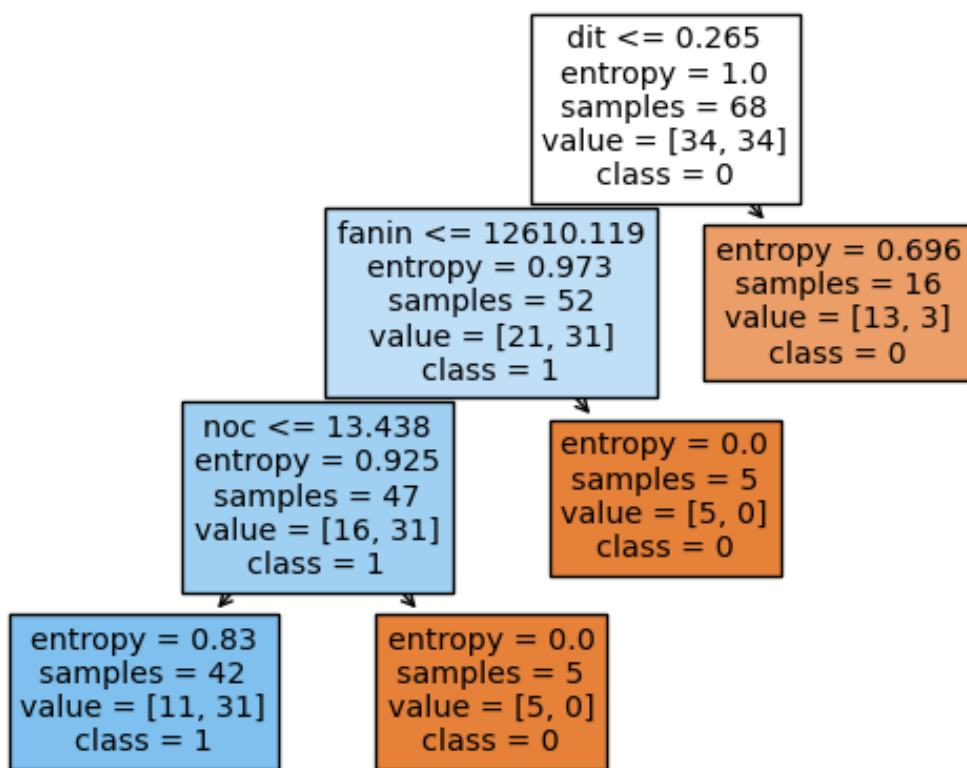 dit <= 0.265
entropy = 1.0
samples = 68
value = [34, 34]
class = 0
fanin <= 12610.119
entropy = 0.973
samples = 52
value = [21, 31]
class = 1
entropy = 0.696
samples = 16
value = [13, 3]
class = 0
noc <= 13.438
entropy = 0.925
samples = 47
value = [16, 31]
class = 1
entropy = 0.0
samples = 5
value = [5, 0]
class = 0
entropy = 0.83
samples = 42
value = [11, 31]
class = 1
entropy = 0.0
samples = 5
value = [5, 0]
class = 0